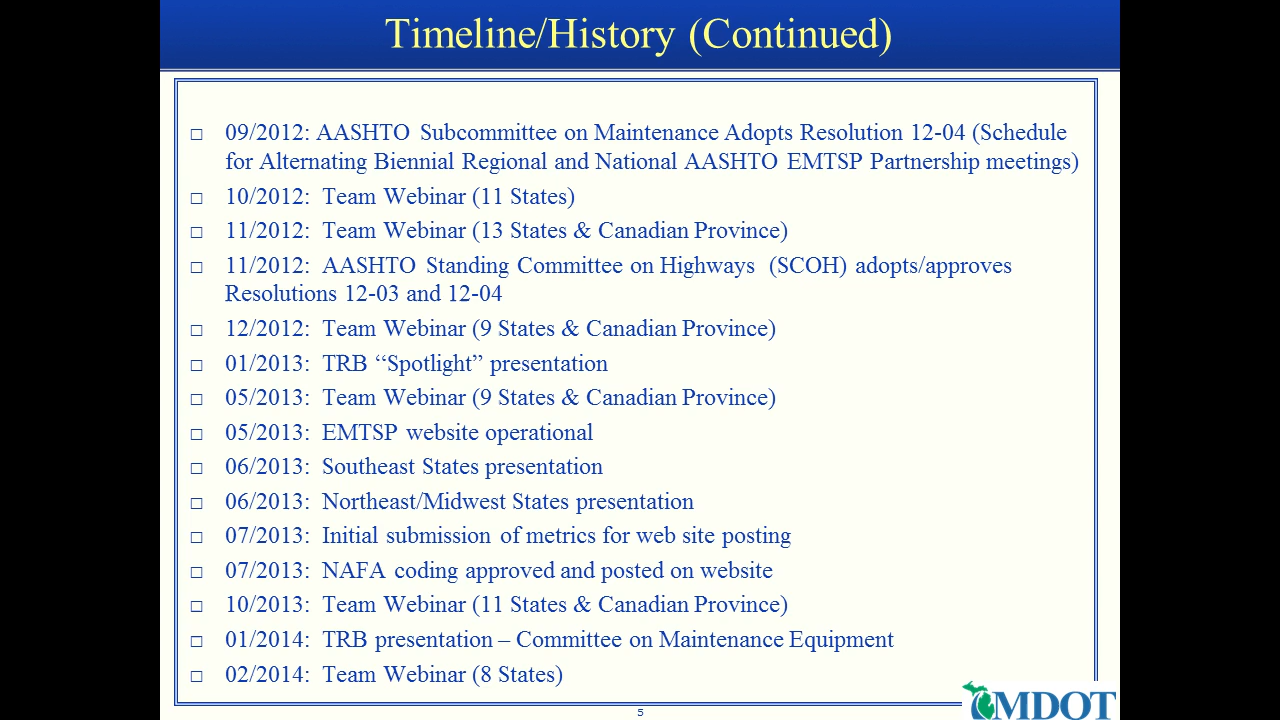 Timeline/History (Continued)
□ 09/2012: AASHTO Subcommittee on Maintenance Adopts Resolution 12-04 (Schedule
for Alternating Biennial Regional and National AASHTO EMTSP Partnership meetings)
□ 10/2012: Team Webinar (11 States)
□ 11/2012: Team Webinar (13 States & Canadian Province)
□ 11/2012: AASHTO Standing Committee on Highways (SCOH) adopts/approves
Resolutions 12-03 and 12-04
□ 12/2012: Team Webinar (9 States & Canadian Province)
□ 01/2013: TRB “Spotlight” presentation
□ 05/2013: Team Webinar (9 States & Canadian Province)
□ 05/2013: EMTSP website operational
□ 06/2013: Southeast States presentation
□ 06/2013: Northeast/Midwest States presentation
□ 07/2013: Initial submission of metrics for web site posting
□ 07/2013: NAFA coding approved and posted on website
□ 10/2013: Team Webinar (11 States & Canadian Province)
□ 01/2014: TRB presentation – Committee on Maintenance Equipment
□ 02/2014: Team Webinar (8 States)
5
MDOT